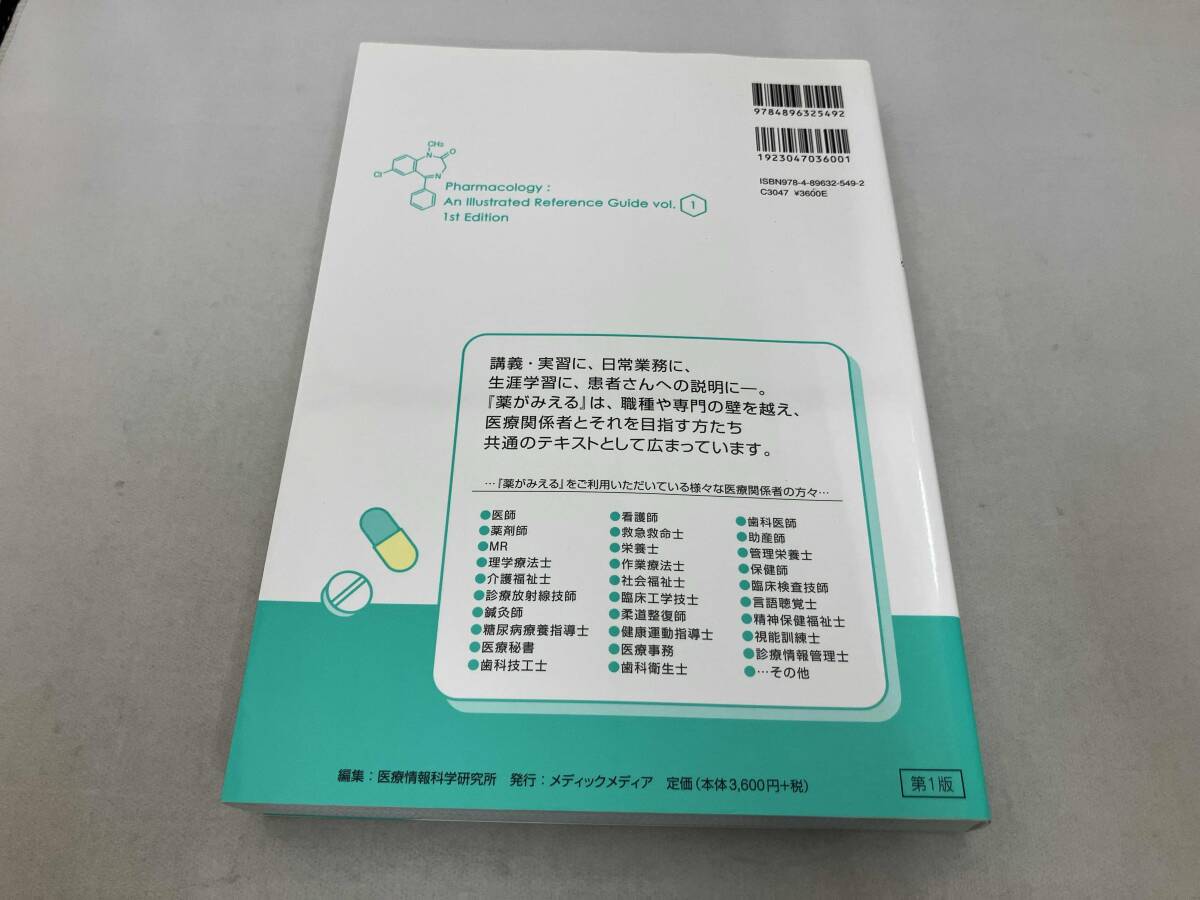 9784896325492
1923047036001
ISBN978-4-89632-549-2
C3047 ¥3600E
CH₃
N
O
Cl
N
Pharmacology :
An Illustrated Reference Guide vol. 1
1st Edition
講義・実習に、日常業務に、
生涯学習に、患者さんへの説明に―。
『薬がみえる』は、職種や専門の壁を越え、
医療関係者とそれを目指す方たち
共通のテキストとして広まっています。
…『薬がみえる』をご利用いただいている様々な医療関係者の方々…
●医師
●薬剤師
●MR
●理学療法士
●介護福祉士
●診療放射線技師
●鍼灸師
●糖尿病療養指導士
●医療秘書
●歯科技工士
●看護師
●救急救命士
●栄養士
●作業療法士
●社会福祉士
●臨床工学技士
●柔道整復師
●健康運動指導士
●医療事務
●歯科衛生士
●歯科医師
●助産師
●管理栄養士
●保健師
●臨床検査技師
●言語聴覚士
●精神保健福祉士
●視能訓練士
●診療情報管理士
●…その他
編集：医療情報科学研究所 発行：メディックメディア 定価（本体3,600円+税）
第1版